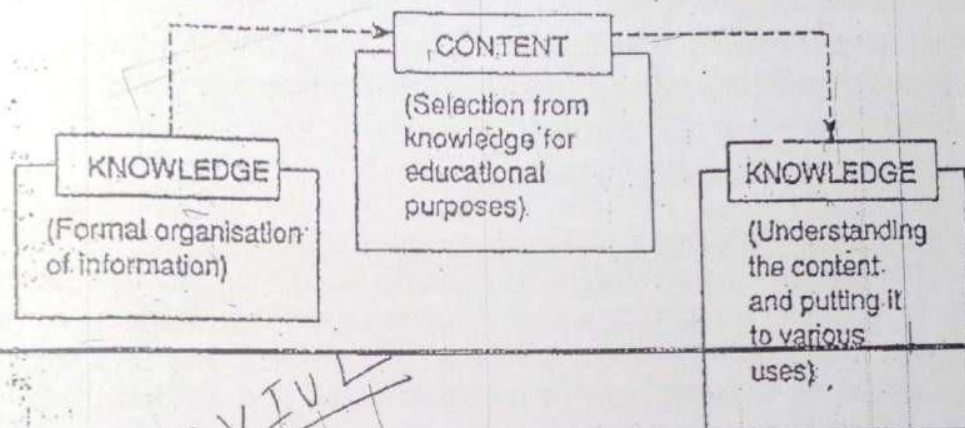 CONTENT
(Selection from
knowledge for
educational
purposes)
KNOWLEDGE
(Formal organisation
of information)
KNOWLEDGE
(Understanding
the content
and putting it
to various
uses)